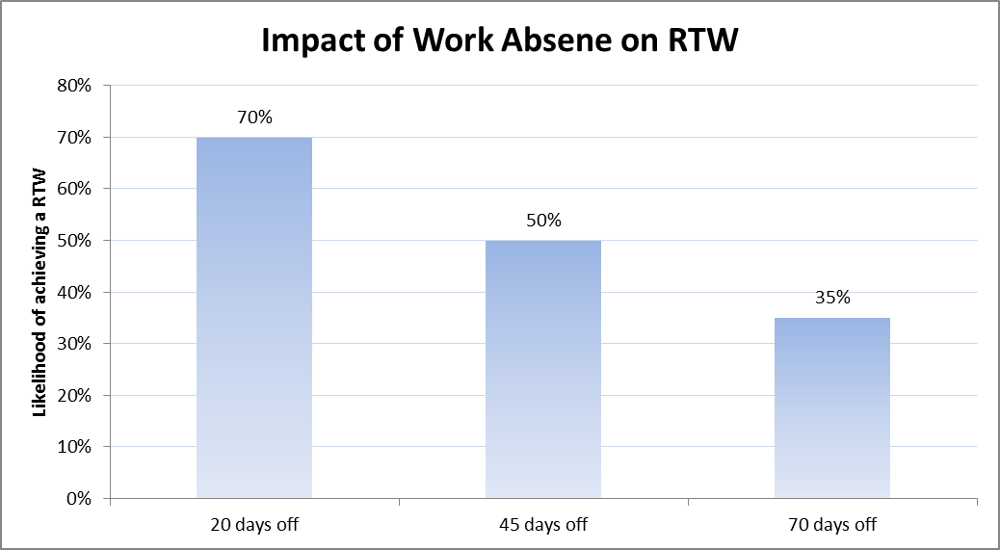 Impact of Work Absene on RTW
Likelihood of achieving a RTW
80%
70%
60%
50%
40%
30%
20%
10%
0%
70%
50%
35%
20 days off
45 days off
70 days off